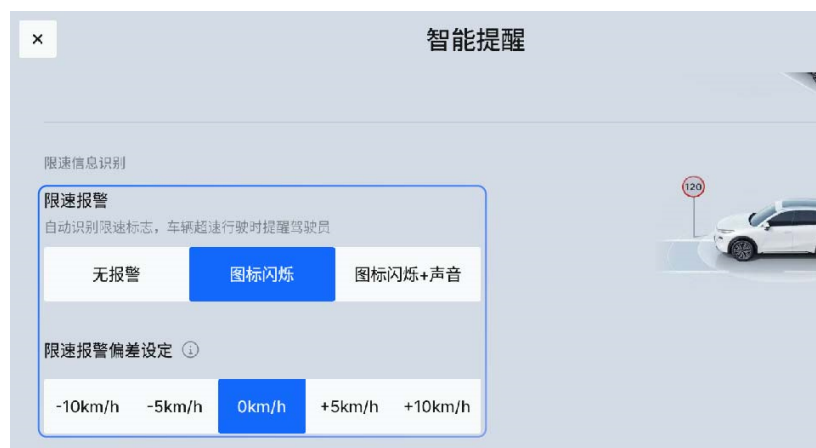 ×
智能提醒
限速信息识别
120
限速报警
自动识别限速标志，车辆超速行驶时提醒驾驶员
无报警 图标闪烁 图标闪烁+声音
限速报警偏差设定 ⓘ
-10km/h -5km/h 0km/h +5km/h +10km/h